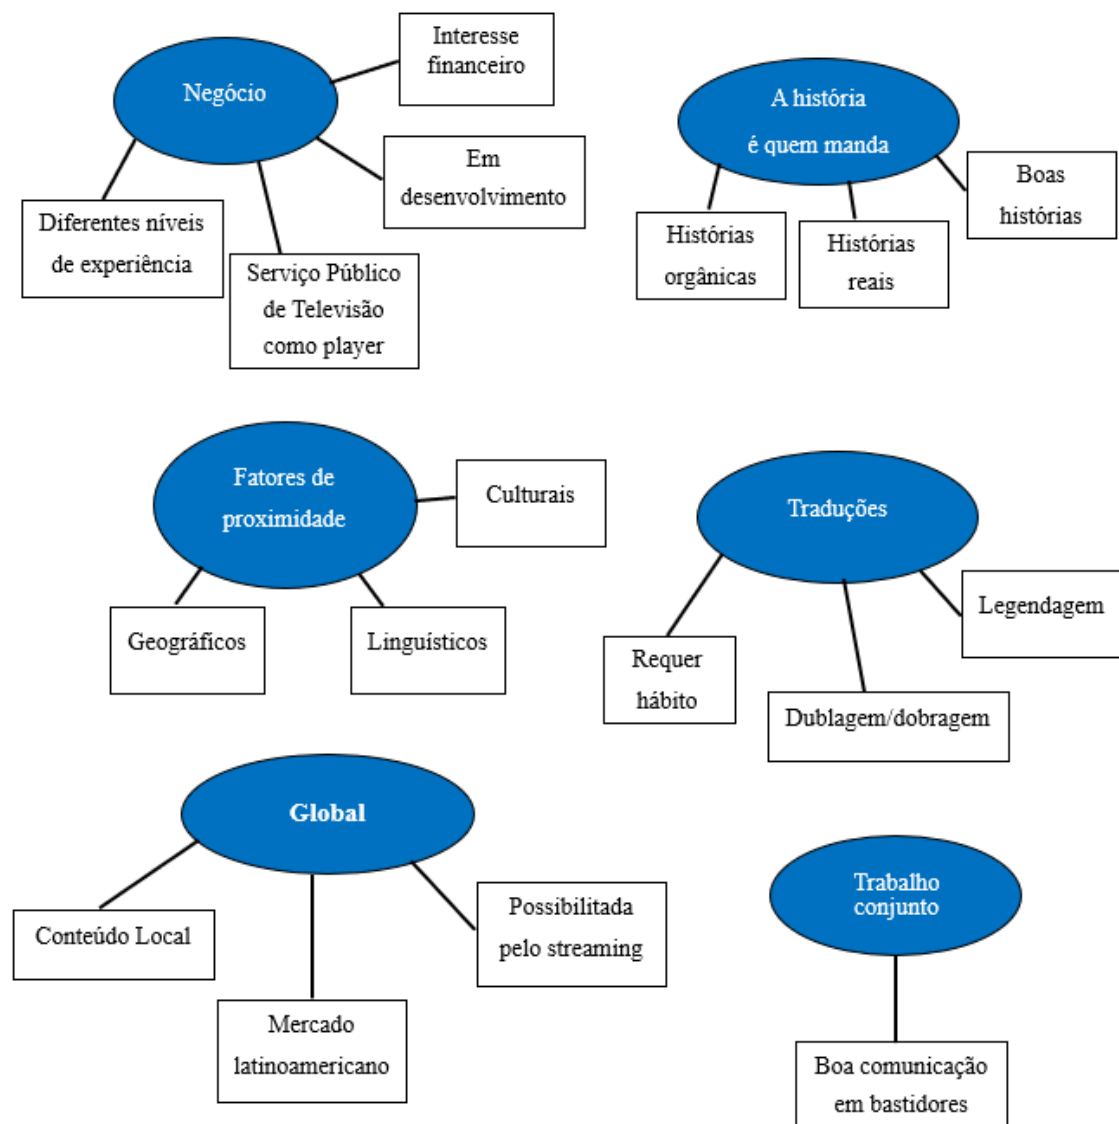 Negócio
Interesse
financeiro
Em
desenvolvimento
Diferentes níveis
de experiência
Serviço Público
de Televisão
como player
A história
é quem manda
Boas
histórias
Histórias
orgânicas
Histórias
reais
Fatores de
proximidade
Culturais
Geográficos
Linguísticos
Traduções
Legendagem
Requer
hábito
Dublagem/dobragem
Global
Conteúdo Local
Possibilitada
pelo streaming
Mercado
latinoamericano
Trabalho
conjunto
Boa comunicação
em bastidores